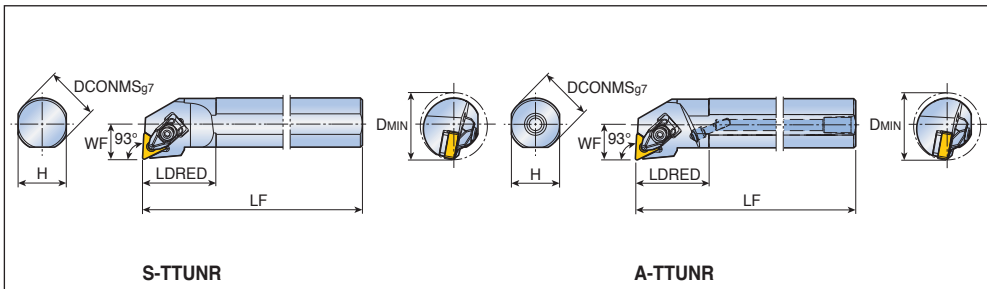 DCONMSg7
WF
93°
H
LDRED
LF
DMIN
S-TTUNR
DCONMSg7
WF
93°
H
LDRED
LF
DMIN
A-TTUNR